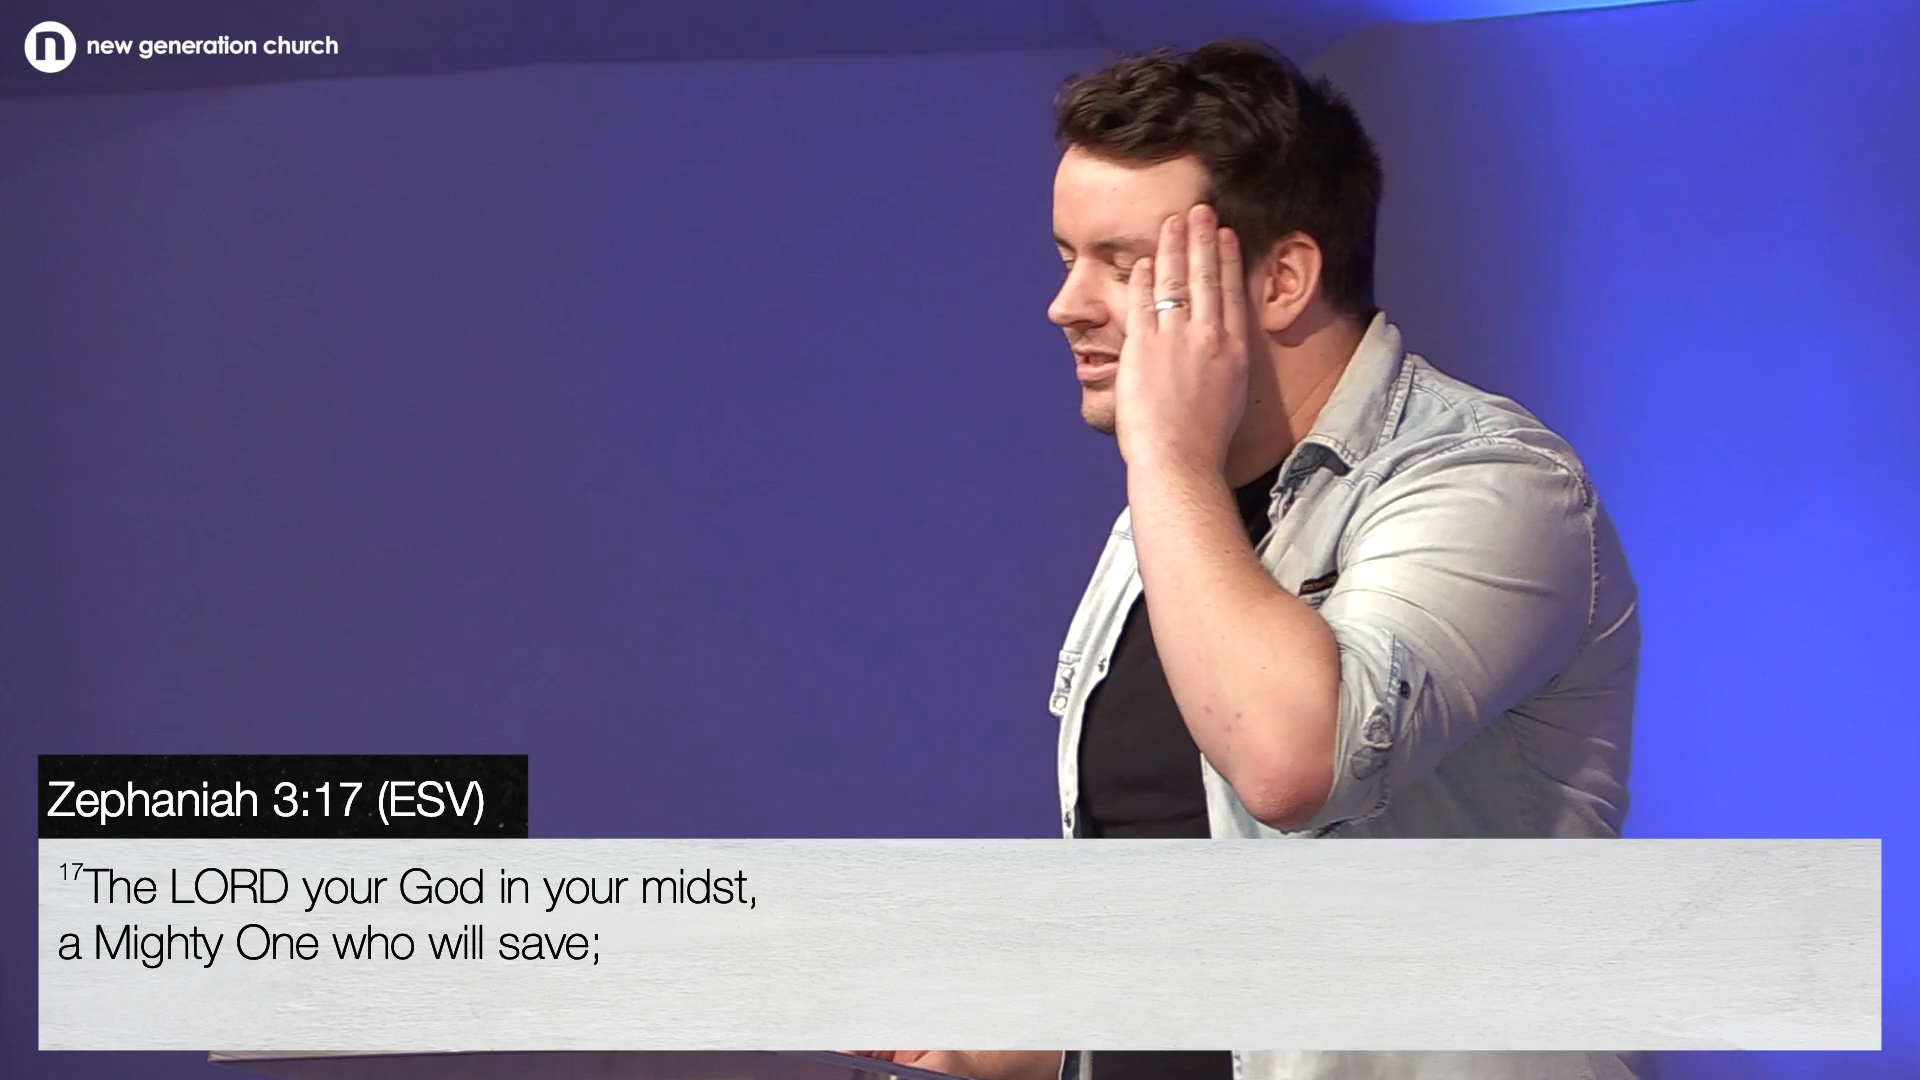 new generation church
Zephaniah 3:17 (ESV)
17The LORD your God in your midst,
a Mighty One who will save;